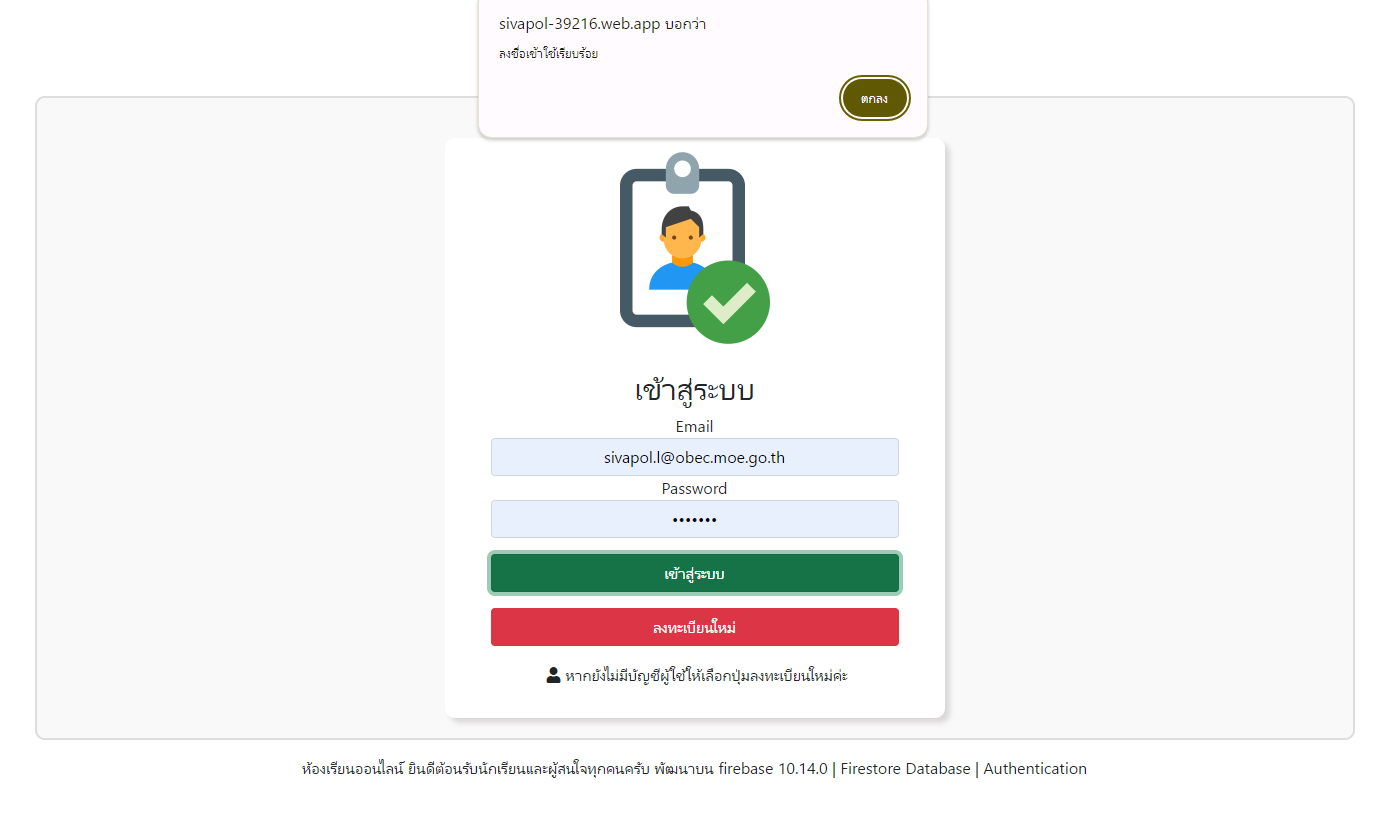 sivapol-39216.web.app บอกว่า
ลงชื่อเข้าใช้เรียบร้อย
ตกลง
เข้าสู่ระบบ
Email
sivapol.l@obec.moe.go.th
Password
•••••••
เข้าสู่ระบบ
ลงทะเบียนใหม่
หากยังไม่มีบัญชีผู้ใช้ให้เลือกปุ่มลงทะเบียนใหม่ค่ะ
ห้องเรียนออนไลน์ ยินดีต้อนรับนักเรียนและผู้สนใจทุกคนครับ พัฒนาบน firebase 10.14.0 | Firestore Database | Authentication